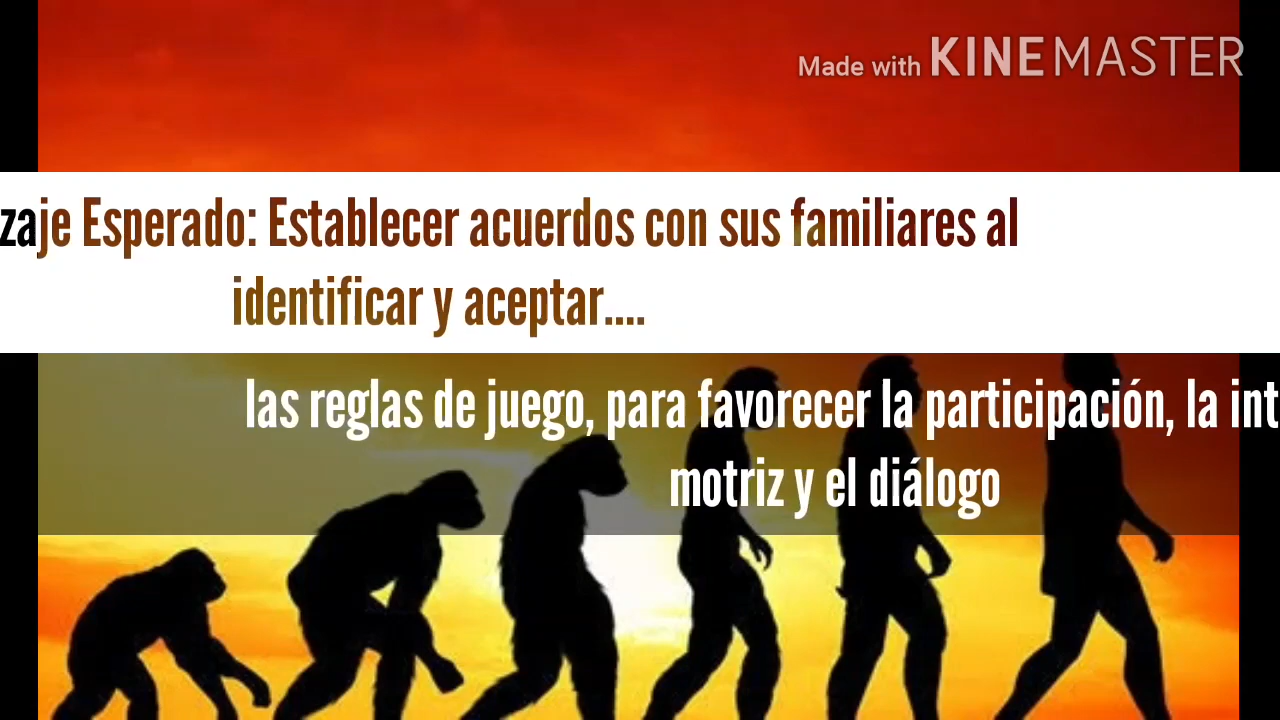 Made with KINEMASTER
zaje Esperado: Establecer acuerdos con sus familiares al
identificar y aceptar....
las reglas de juego, para favorecer la participación, la int
motriz y el diálogo